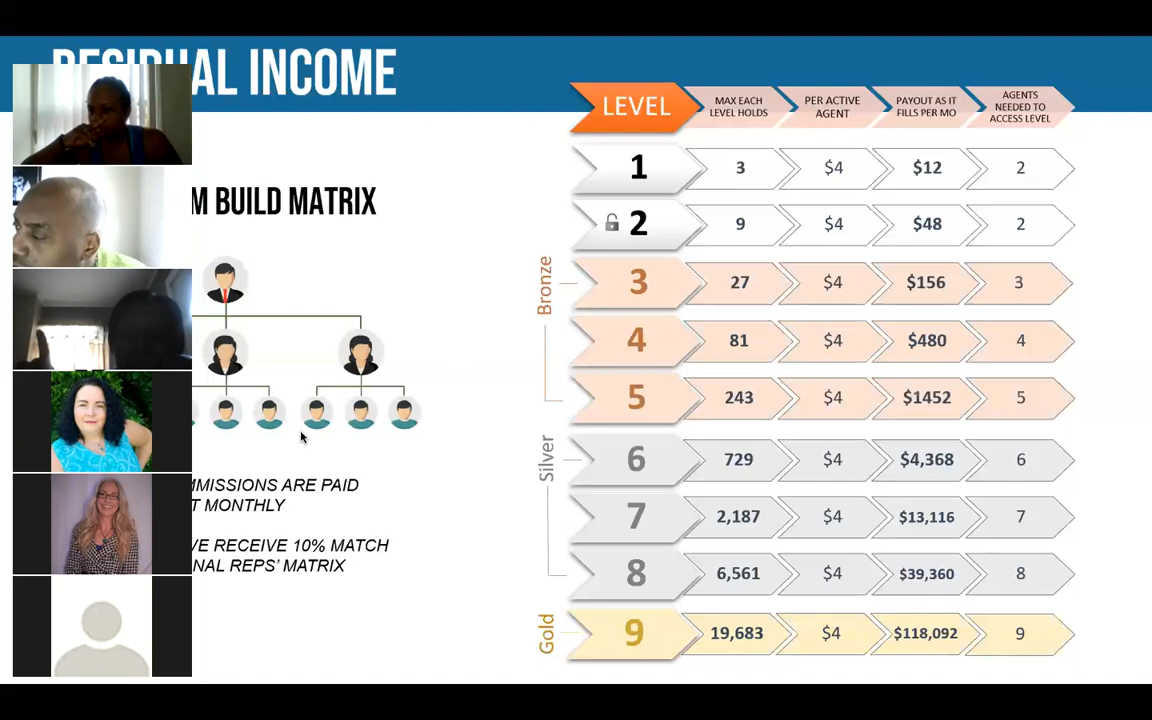 RESIDUAL INCOME
M BUILD MATRIX
MMISSIONS ARE PAID
T MONTHLY
VE RECEIVE 10% MATCH
NAL REPS' MATRIX
LEVEL
MAX EACH
LEVEL HOLDS
PER ACTIVE
AGENT
PAYOUT AS IT
FILLS PER MO
AGENTS
NEEDED TO
ACCESS LEVEL
1 3 $4 $12 2
2 9 $4 $48 2
Bronze
3 27 $4 $156 3
4 81 $4 $480 4
5 243 $4 $1452 5
Silver
6 729 $4 $4,368 6
7 2,187 $4 $13,116 7
8 6,561 $4 $39,360 8
Gold
9 19,683 $4 $118,092 9